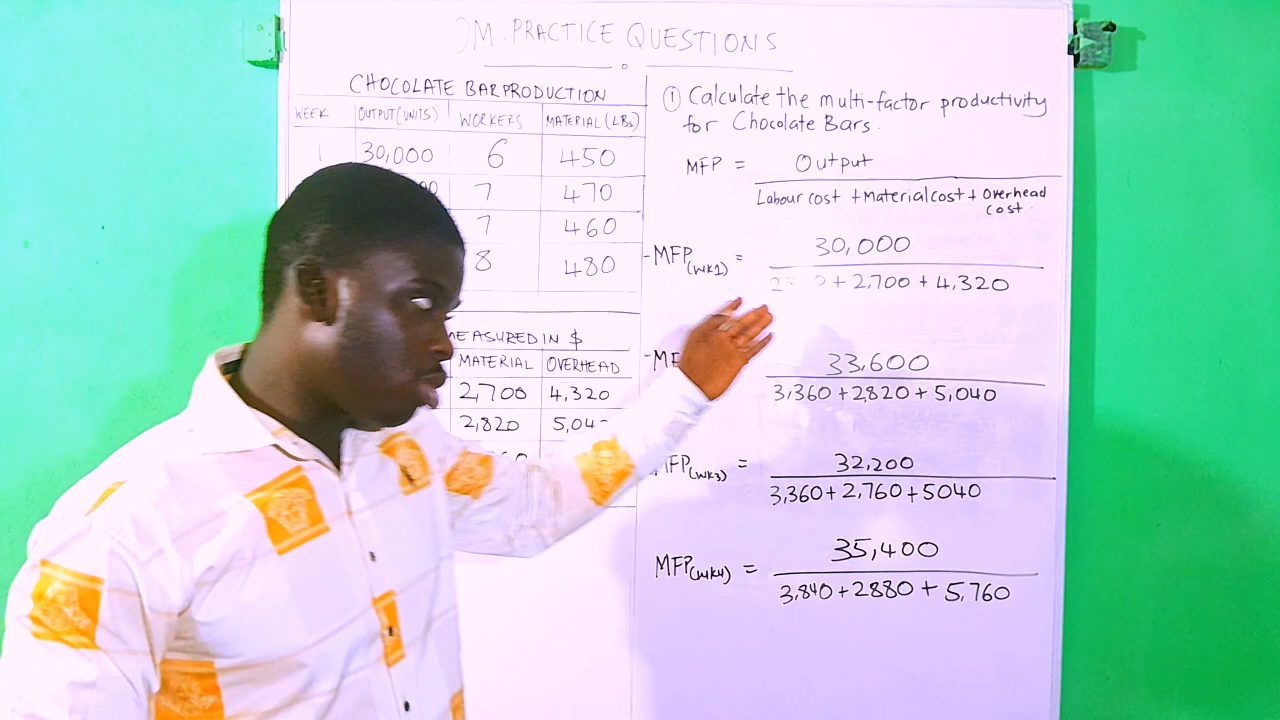 OM. PRACTICE QUESTIONS
CHOCOLATE BAR PRODUCTION
WEEK OUTPUT(UNITS) WORKERS MATERIAL (LBs)
1 30,000 6 450
7 470
7 460
8 480
MEASURED IN $
MATERIAL OVERHEAD
2,700 4,320
2,820
① Calculate the multi-factor productivity
for Chocolate Bars.
MFP = Output
Labour cost + Material cost + Overhead
cost.
- MFP(WK1) = 30,000
+ 2,700 + 4,320
33,600
3,360 + 2820 + 5,040
MFP(WK3) = 32,200
3,360 + 2,760 + 5040
MFP(WK4) = 35,400
3,840 + 2880 + 5,760